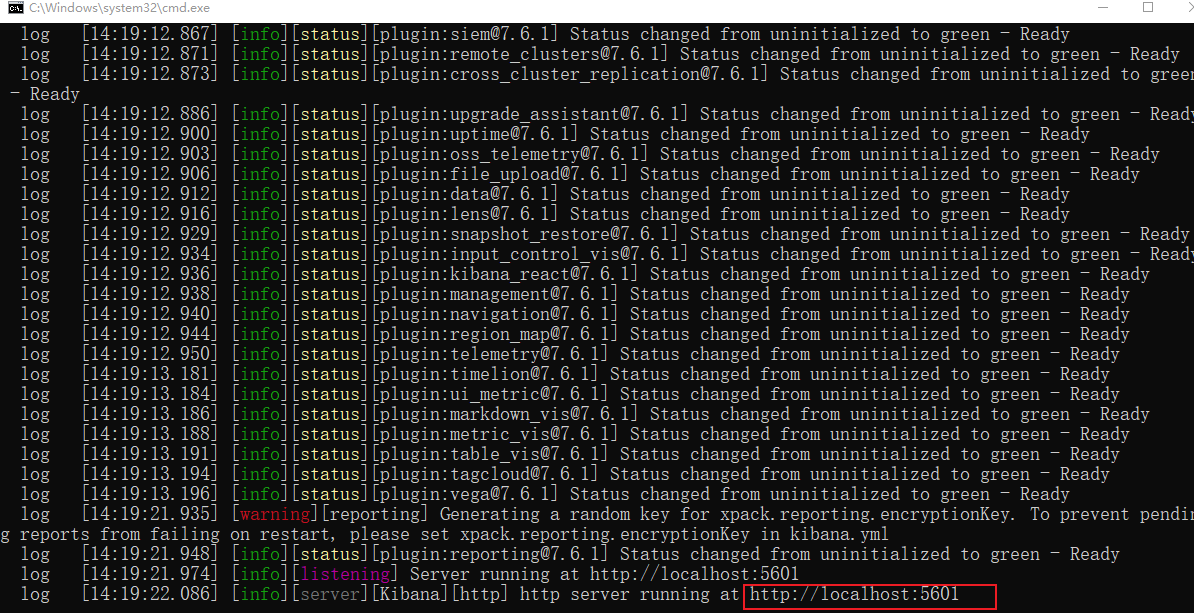 C:\Windows\system32\cmd.exe
log [14:19:12.867] [info][status][plugin:siem@7.6.1] Status changed from uninitialized to green - Ready
log [14:19:12.871] [info][status][plugin:remote_clusters@7.6.1] Status changed from uninitialized to green - Ready
log [14:19:12.873] [info][status][plugin:cross_cluster_replication@7.6.1] Status changed from uninitialized to green
- Ready
log [14:19:12.886] [info][status][plugin:upgrade_assistant@7.6.1] Status changed from uninitialized to green - Ready
log [14:19:12.900] [info][status][plugin:uptime@7.6.1] Status changed from uninitialized to green - Ready
log [14:19:12.903] [info][status][plugin:oss_telemetry@7.6.1] Status changed from uninitialized to green - Ready
log [14:19:12.906] [info][status][plugin:file_upload@7.6.1] Status changed from uninitialized to green - Ready
log [14:19:12.912] [info][status][plugin:data@7.6.1] Status changed from uninitialized to green - Ready
log [14:19:12.916] [info][status][plugin:lens@7.6.1] Status changed from uninitialized to green - Ready
log [14:19:12.929] [info][status][plugin:snapshot_restore@7.6.1] Status changed from uninitialized to green - Ready
log [14:19:12.934] [info][status][plugin:input_control_vis@7.6.1] Status changed from uninitialized to green - Ready
log [14:19:12.936] [info][status][plugin:kibana_react@7.6.1] Status changed from uninitialized to green - Ready
log [14:19:12.938] [info][status][plugin:management@7.6.1] Status changed from uninitialized to green - Ready
log [14:19:12.940] [info][status][plugin:navigation@7.6.1] Status changed from uninitialized to green - Ready
log [14:19:12.944] [info][status][plugin:region_map@7.6.1] Status changed from uninitialized to green - Ready
log [14:19:12.950] [info][status][plugin:telemetry@7.6.1] Status changed from uninitialized to green - Ready
log [14:19:13.181] [info][status][plugin:timelion@7.6.1] Status changed from uninitialized to green - Ready
log [14:19:13.184] [info][status][plugin:ui_metric@7.6.1] Status changed from uninitialized to green - Ready
log [14:19:13.186] [info][status][plugin:markdown_vis@7.6.1] Status changed from uninitialized to green - Ready
log [14:19:13.188] [info][status][plugin:metric_vis@7.6.1] Status changed from uninitialized to green - Ready
log [14:19:13.191] [info][status][plugin:table_vis@7.6.1] Status changed from uninitialized to green - Ready
log [14:19:13.194] [info][status][plugin:tagcloud@7.6.1] Status changed from uninitialized to green - Ready
log [14:19:13.196] [info][status][plugin:vega@7.6.1] Status changed from uninitialized to green - Ready
log [14:19:21.935] [warning][reporting] Generating a random key for xpack.reporting.encryptionKey. To prevent pendin
g reports from failing on restart, please set xpack.reporting.encryptionKey in kibana.yml
log [14:19:21.948] [info][status][plugin:reporting@7.6.1] Status changed from uninitialized to green - Ready
log [14:19:21.974] [info][listening] Server running at http://localhost:5601
log [14:19:22.086] [info][server][Kibana][http] http server running at http://localhost:5601